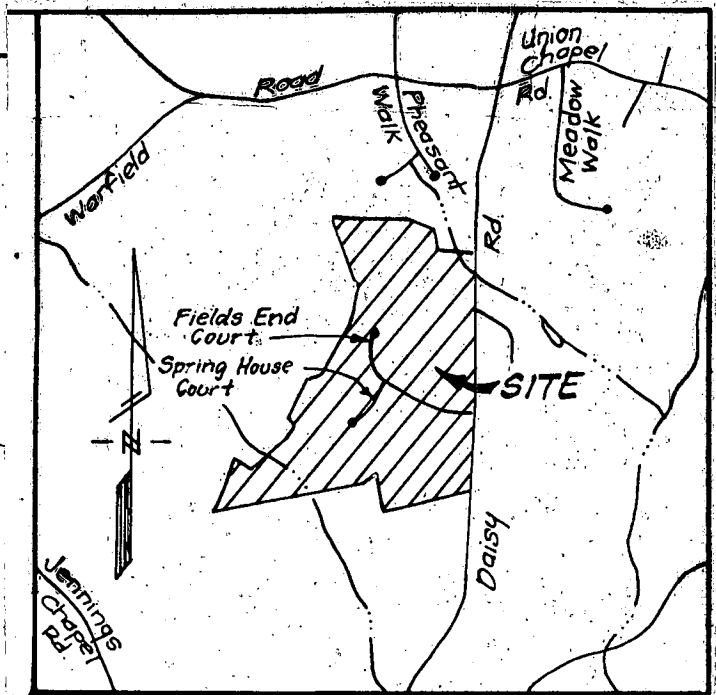 Union
Chapel
Rd.
Road
Pheasant
Walk
Meadow
Walk
Warfield
Rd.
Fields End
Court
Spring House
Court
SITE
N
Daisy
Jennings
Chapel
Rd.